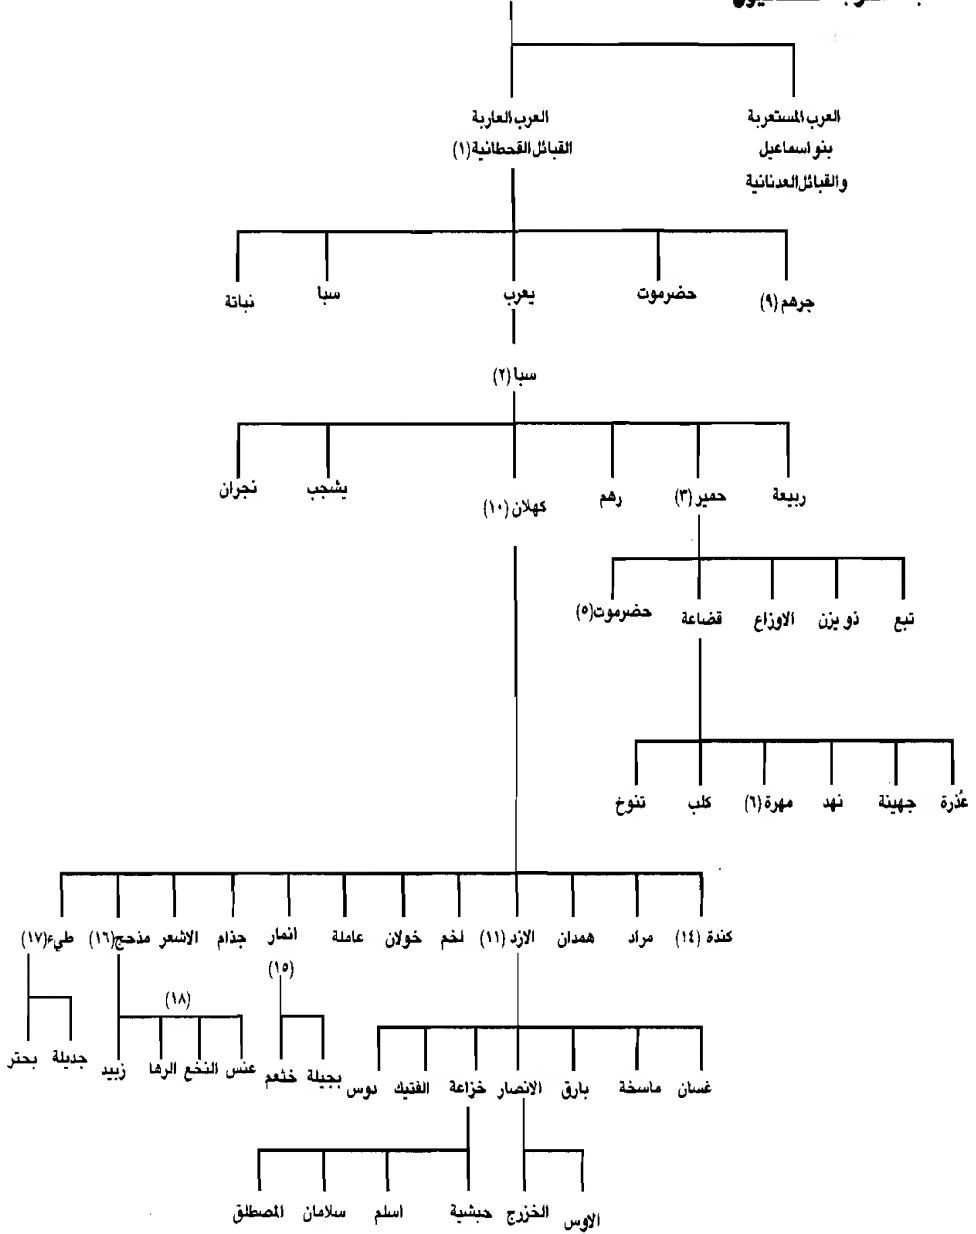 العرب المستعربة
بنو اسماعيل
والقبائل العدنانية
العرب العاربة
القبائل القحطانية (١)
جرهم (٩)
حضرموت
يعرب
سبا
نباتة
سبا (٢)
ربيعة
حمير (٣)
رهم
كهلان (١٠)
يشجب
نجران
تبع
ذو يزن
الاوزاع
قضاعة
حضرموت (٥)
عُذرة
جهينة
نهد
مهرة (٦)
كلب
تنوخ
كندة (١٤)
مراد
همدان
الازد (١١)
لخم
خولان
عاملة
انمار
(١٥)
جذام
الاشعر
مذحج (١٦)
طيء (١٧)
(١٨)
بجيلة
خثعم
عنس
النخع
الرها
زبيد
جديلة
بحتر
غسان
ماسخة
بارق
الانصار
خزاعة
الفتيك
دوس
الاوس
الخزرج
حبشية
اسلم
سلامان
المصطلق